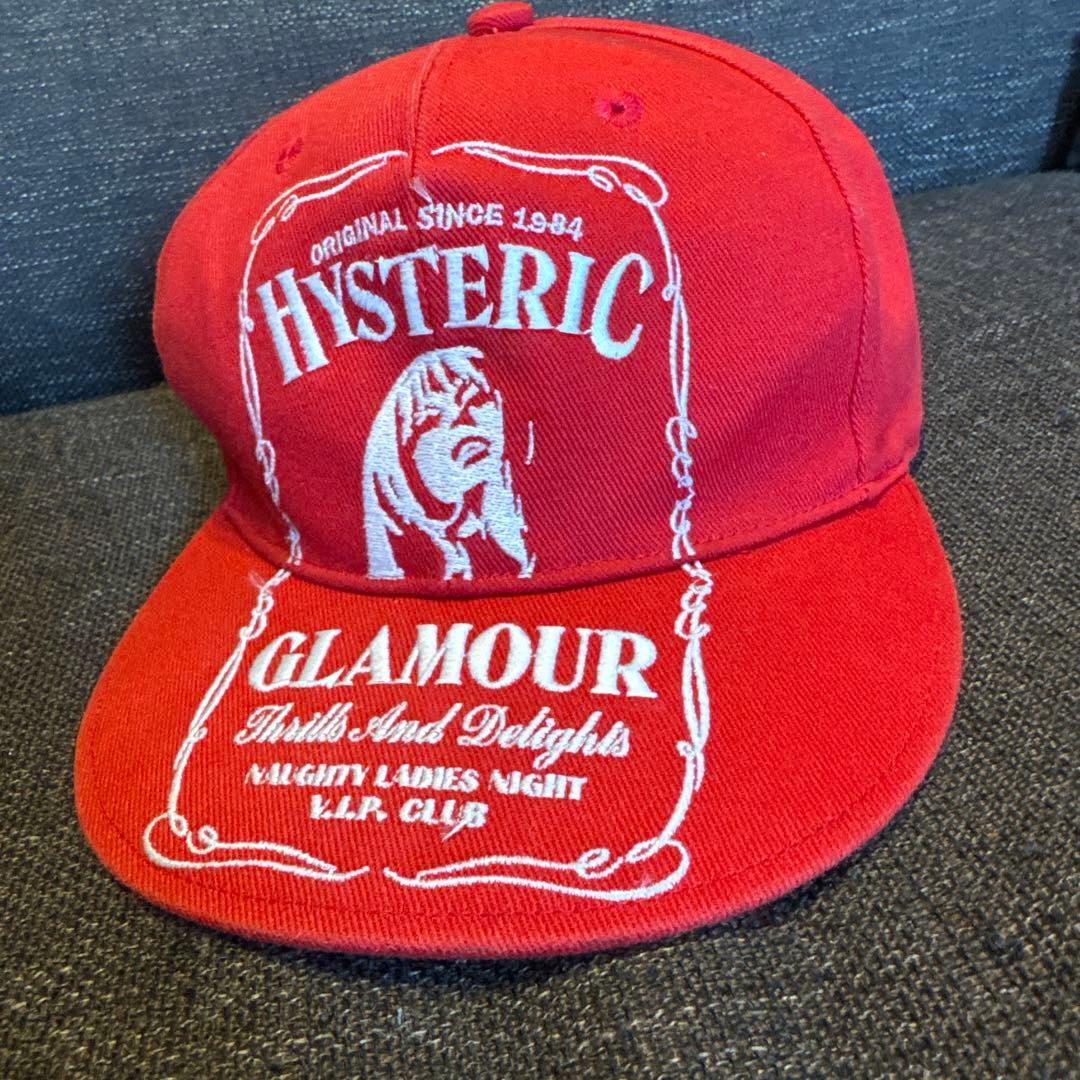 ORIGINAL SINCE 1984
HYSTERIC
GLAMOUR
Thrills And Delights
NAUGHTY LADIES NIGHT
V.I.P. CLUB